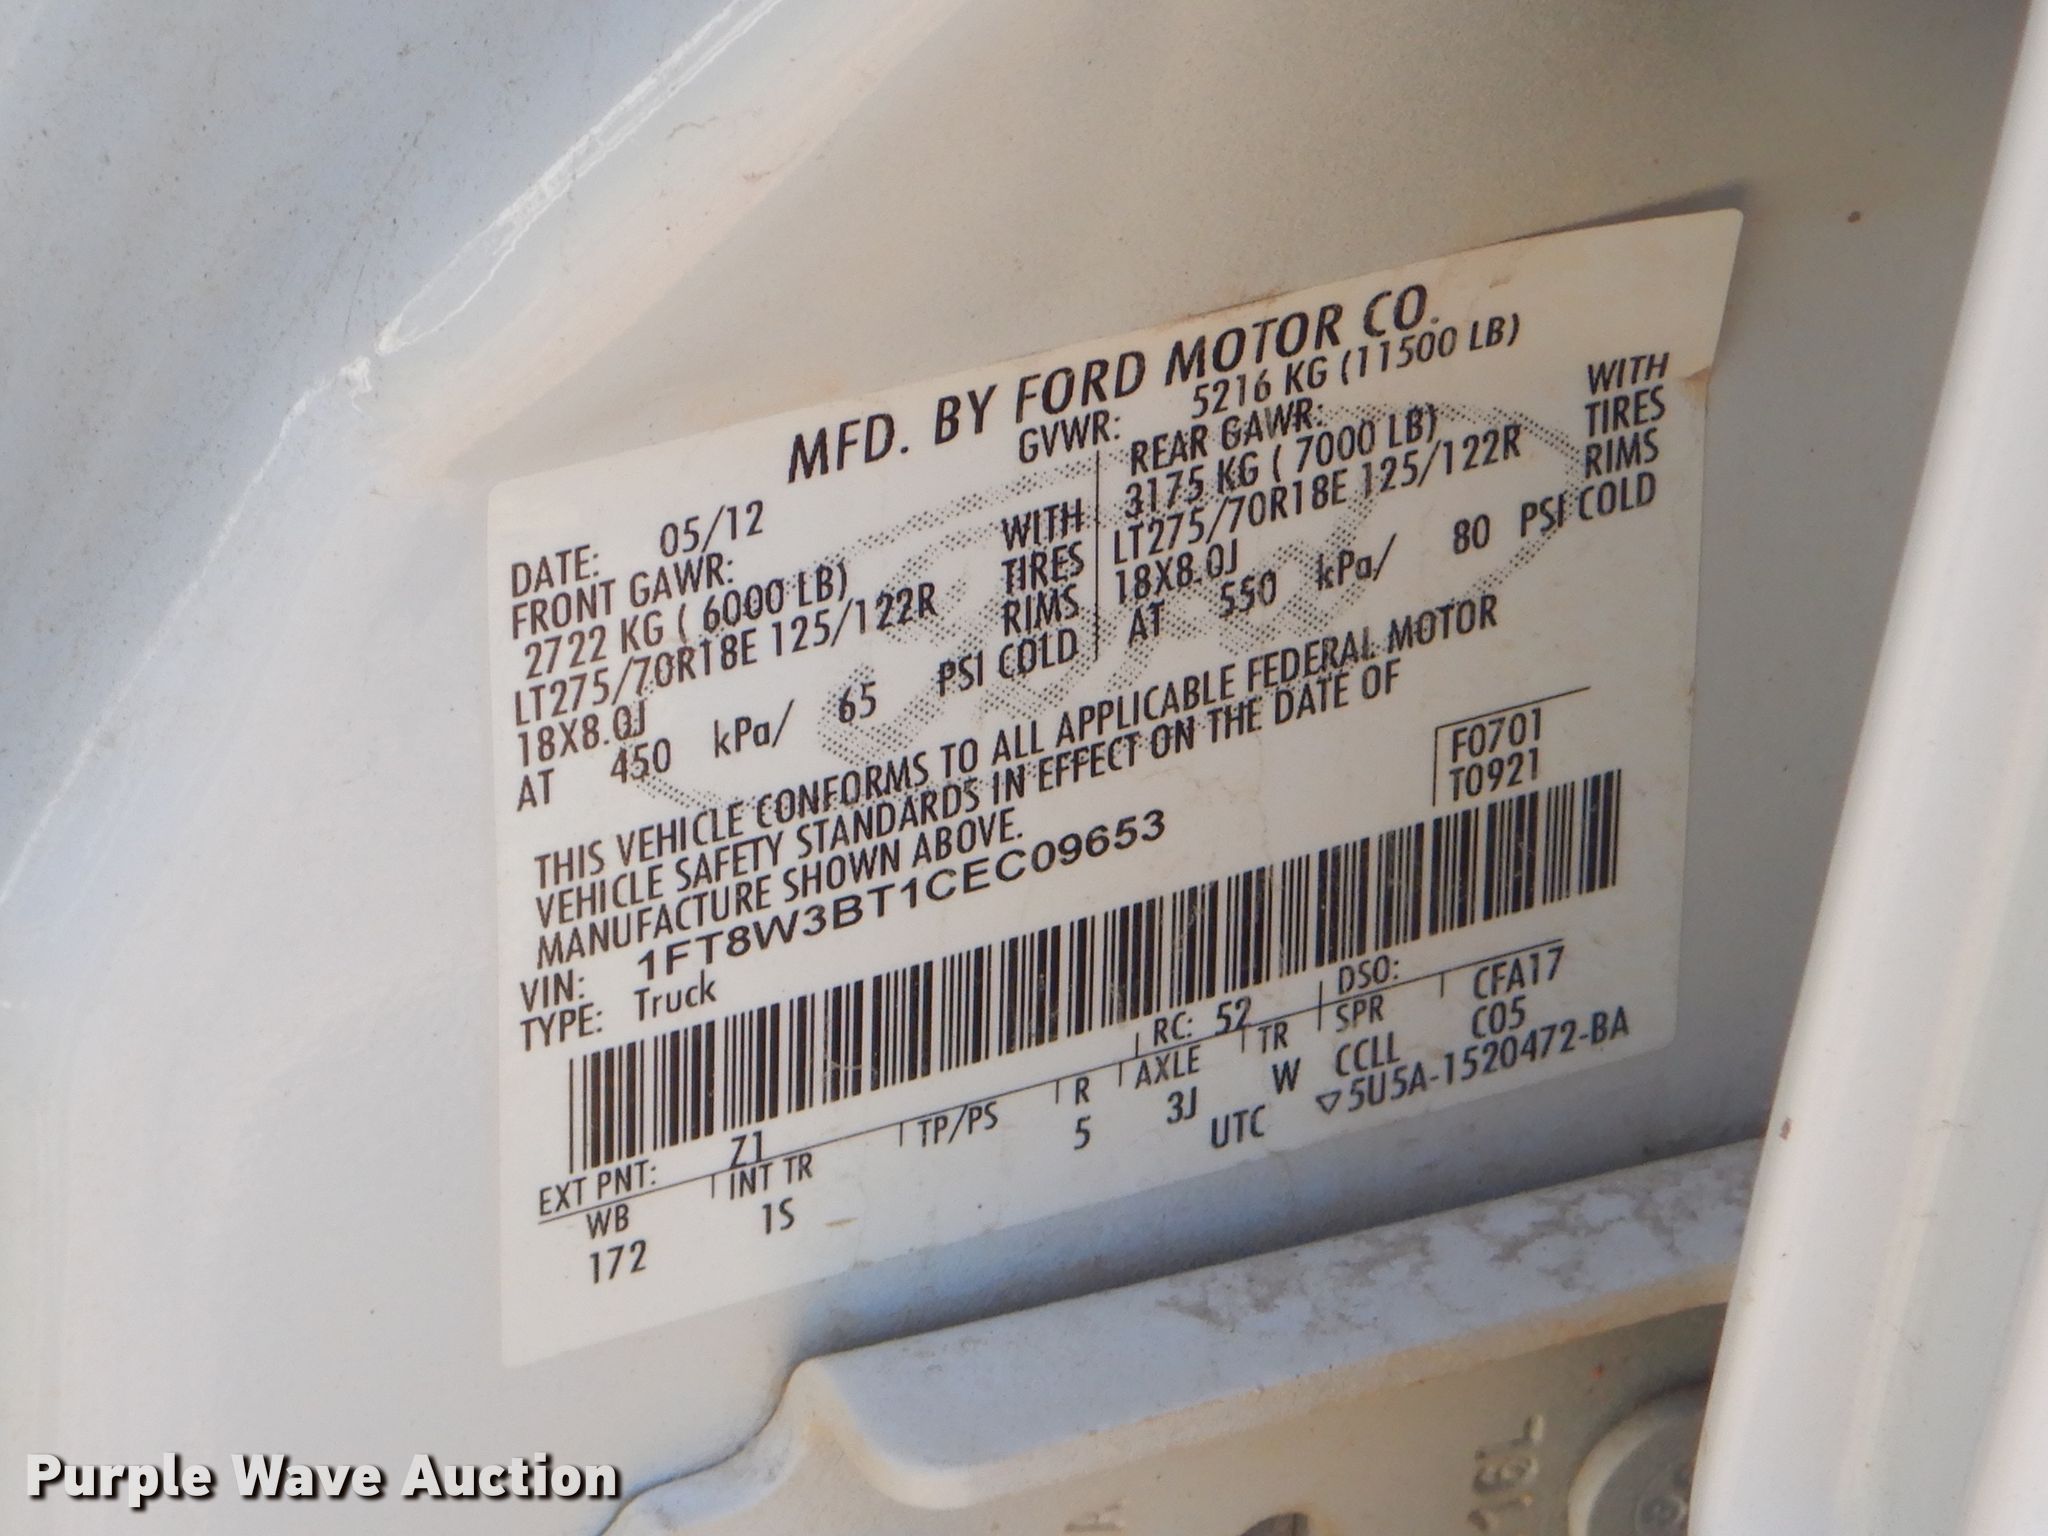 MFD. BY FORD MOTOR CO.
DATE: 05/12 GVWR: 5216 KG (11500 LB)
FRONT GAWR: REAR GAWR:
2722 KG ( 6000 LB) WITH 3175 KG ( 7000 LB) WITH
LT275/70R18E 125/122R TIRES LT275/70R18E 125/122R TIRES
18X8.0J RIMS 18X8.0J RIMS
AT 450 kPa/ 65 PSI COLD AT 550 kPa/ 80 PSI COLD
THIS VEHICLE CONFORMS TO ALL APPLICABLE FEDERAL MOTOR
VEHICLE SAFETY STANDARDS IN EFFECT ON THE DATE OF
MANUFACTURE SHOWN ABOVE.
F0701
T0921
VIN: 1FT8W3BT1CEC09653
TYPE: Truck
EXT PNT: Z1 RC: 52 DSO:
WB INT TR TP/PS R AXLE TR SPR CFA17
172 1S 5 3J W CCLL C05
UTC ▽5U5A-1520472-BA
Purple Wave Auction